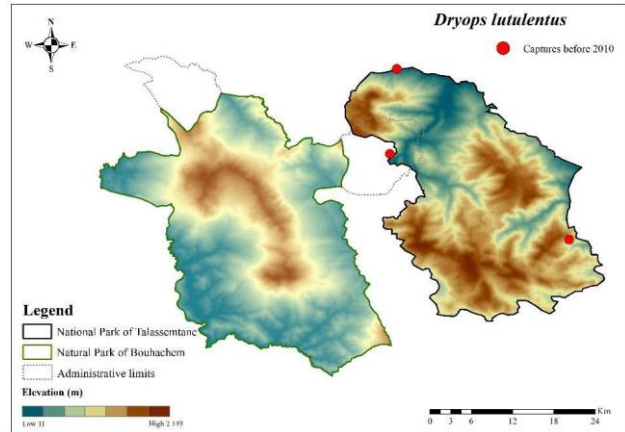 Dryops lutulentus
N
W E
S
Captures before 2010
Legend
National Park of Talassemtane
Natural Park of Bouhachem
Administrative limits
Elevation (m)
Low 11
Km
0 3 6 12 18 24